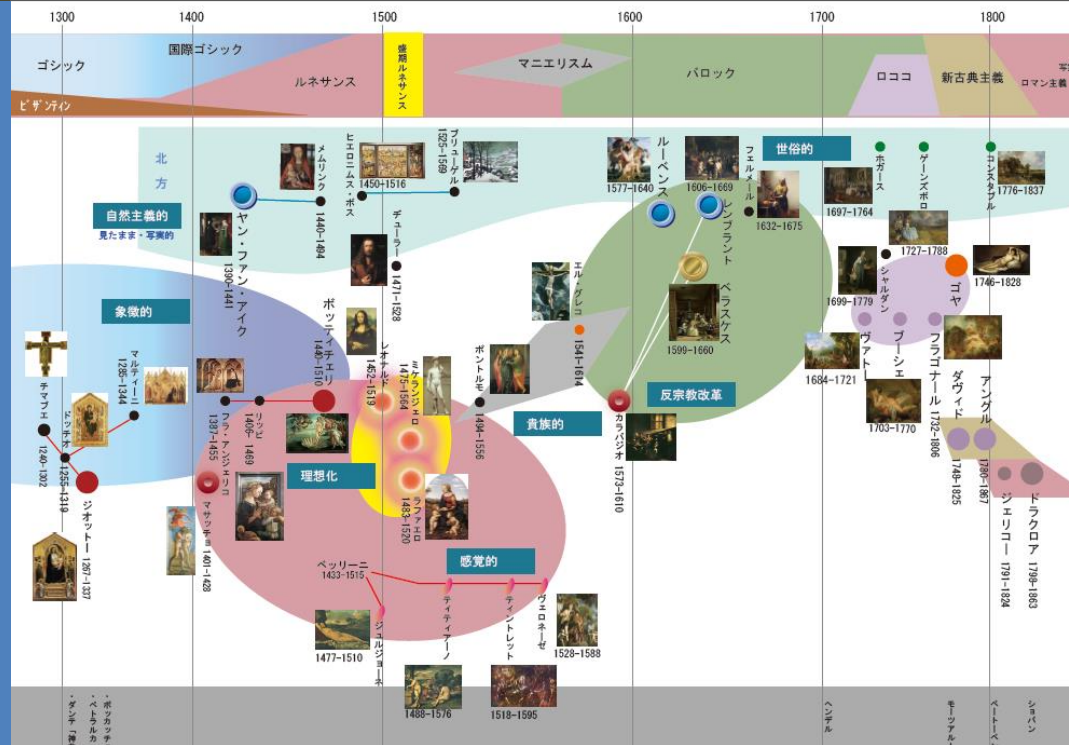 1300
1400
1500
1600
1700
1800
ゴシック
国際ゴシック
ルネサンス
盛期ルネサンス
マニエリスム
バロック
ロココ
新古典主義
ロマン主義
ビザンティン
北方
自然主義的
見たまま・写実的
ヤン・ファン・アイク
1390-1441
メムリンク
1440-1494
ヒエロニムス・ボス
1450-1516
ブリューゲル
1525-1569
デューラー
1471-1528
ルーベンス
1577-1640
レンブラント
1606-1669
フェルメール
1632-1675
世俗的
ホガース
1697-1764
ゲーンズボロ
1727-1788
コンスタブル
1776-1837
シャルダン
1699-1779
ゴヤ
1746-1828
象徴的
チマブエ
1240-1302
ドッチオ
1255-1319
マルティーニ
1285-1344
ジオットー
1267-1337
フラ・アンジェリコ
1387-1455
リッピ
1406-1469
ボッティチェリ
1440-1510
マサッチョ
1401-1428
レオナルド
1452-1519
ミケランジェロ
1475-1564
ラファエロ
1483-1520
理想化
ポントルモ
1494-1556
エル・グレコ
1541-1614
貴族的
カラバジオ
1573-1610
反宗教改革
ベラスケス
1599-1660
ヴァトー
1684-1721
ブーシェ
1703-1770
フラゴナール
1732-1806
ダヴィド
1748-1825
アングル
1780-1867
ジェリコー
1791-1824
ドラクロア
1798-1863
感覚的
ベッリーニ
1433-1515
ジョルジョーネ
1477-1510
ティティアーノ
1488-1576
ティントレット
1518-1595
ヴェロネーゼ
1528-1588
・ダンテ「神
・ペトラルカ
・ボッカッチ
ヘンデル
モーツアル
ベートーベ
ショパン